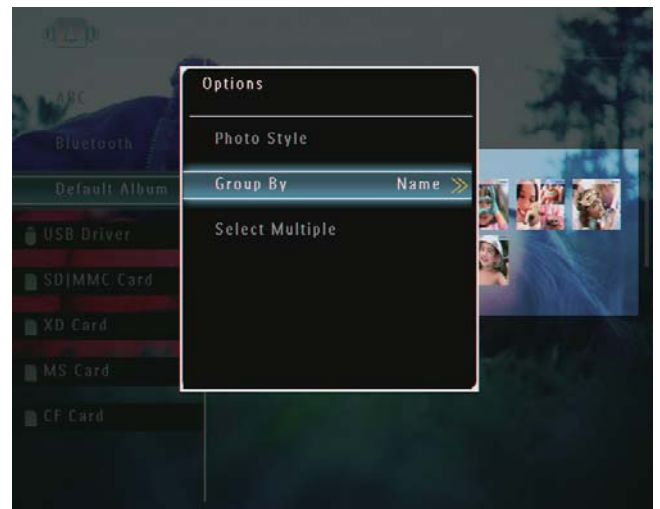 Options
Photo Style
Group By Name
Select Multiple
ABC
Bluetooth
Default Album
USB Driver
SD|MMC Card
XD Card
MS Card
CF Card